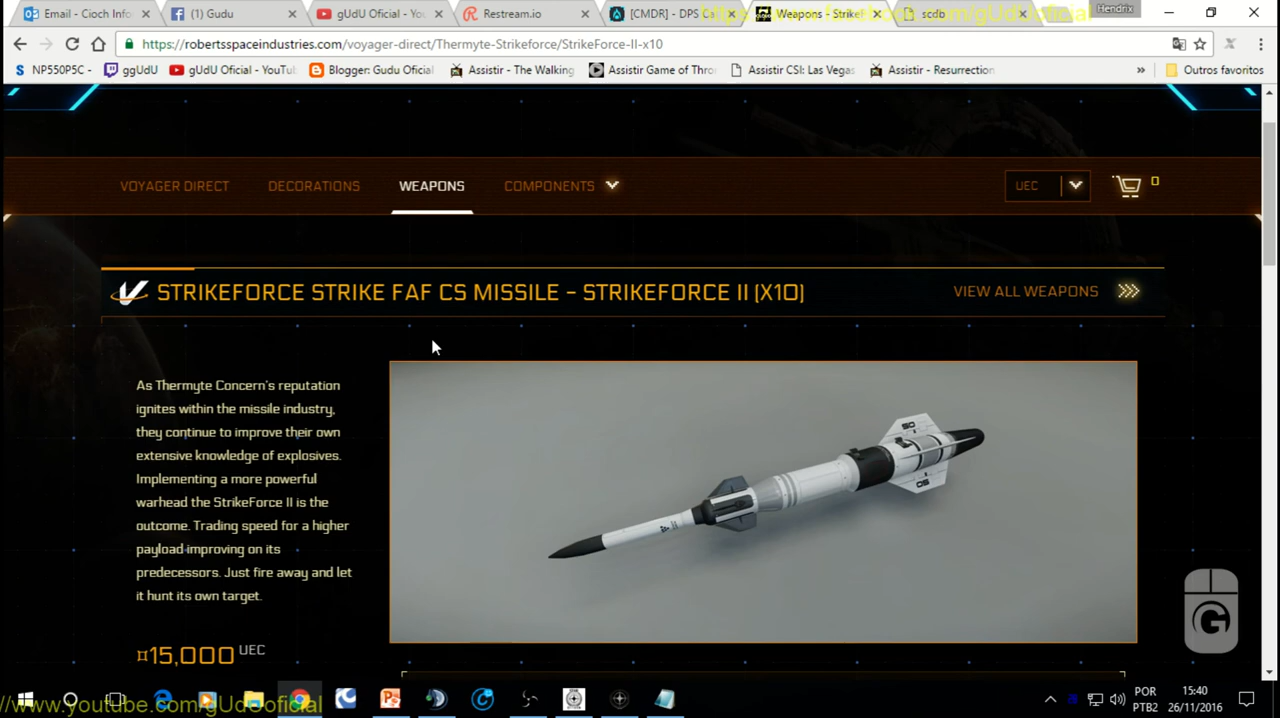 Email - Cioch Info
(1) Gudu
gUdU Oficial - You
Restream.io
[CMDR] - DPS Ca
Weapons - Strike
scdb
Hendrix
https://robertsspaceindustries.com/voyager-direct/Thermyte-Strikeforce/StrikeForce-II-x10
NP550P5C -
ggUdU
gUdU Oficial - YouTu
Blogger: Gudu Oficial
Assistir - The Walking
Assistir Game of Thro
Assistir CSI: Las Vegas
Assistir - Resurrection
»
Outros favoritos
VOYAGER DIRECT
DECORATIONS
WEAPONS
COMPONENTS
UEC
0
STRIKEFORCE STRIKE FAF CS MISSILE – STRIKEFORCE II (X10)
VIEW ALL WEAPONS
As Thermyte Concern's reputation
ignites within the missile industry,
they continue to improve their own
extensive knowledge of explosives.
Implementing a more powerful
warhead the StrikeForce II is the
outcome. Trading speed for a higher
payload improving on its
predecessors. Just fire away and let
it hunt its own target.
¤15,000 UEC
//www.youtube.com/gUdUoficial
POR
PTB2
15:40
26/11/2016